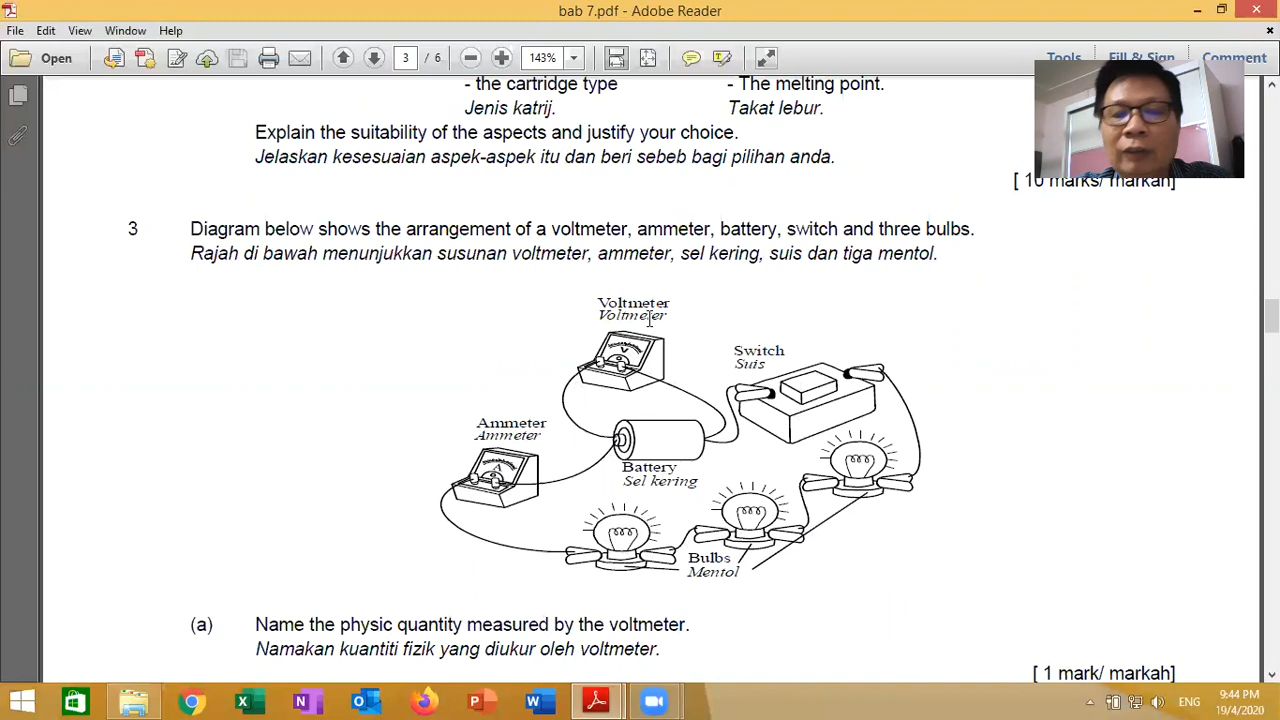 bab 7.pdf - Adobe Reader
File Edit View Window Help
Open 3 / 6 143% Tools Fill & Sign Comment
- the cartridge type - The melting point.
Jenis katrij. Takat lebur.
Explain the suitability of the aspects and justify your choice.
Jelaskan kesesuaian aspek-aspek itu dan beri sebeb bagi pilihan anda.
[ 10 marks/ markah]
3 Diagram below shows the arrangement of a voltmeter, ammeter, battery, switch and three bulbs.
Rajah di bawah menunjukkan susunan voltmeter, ammeter, sel kering, suis dan tiga mentol.
Voltmeter
Voltmeter
V
Switch
Suis
Ammeter
Ammeter
A
Battery
Sel kering
Bulbs
Mentol
(a) Name the physic quantity measured by the voltmeter.
Namakan kuantiti fizik yang diukur oleh voltmeter.
[ 1 mark/ markah]
ENG
9:44 PM
19/4/2020